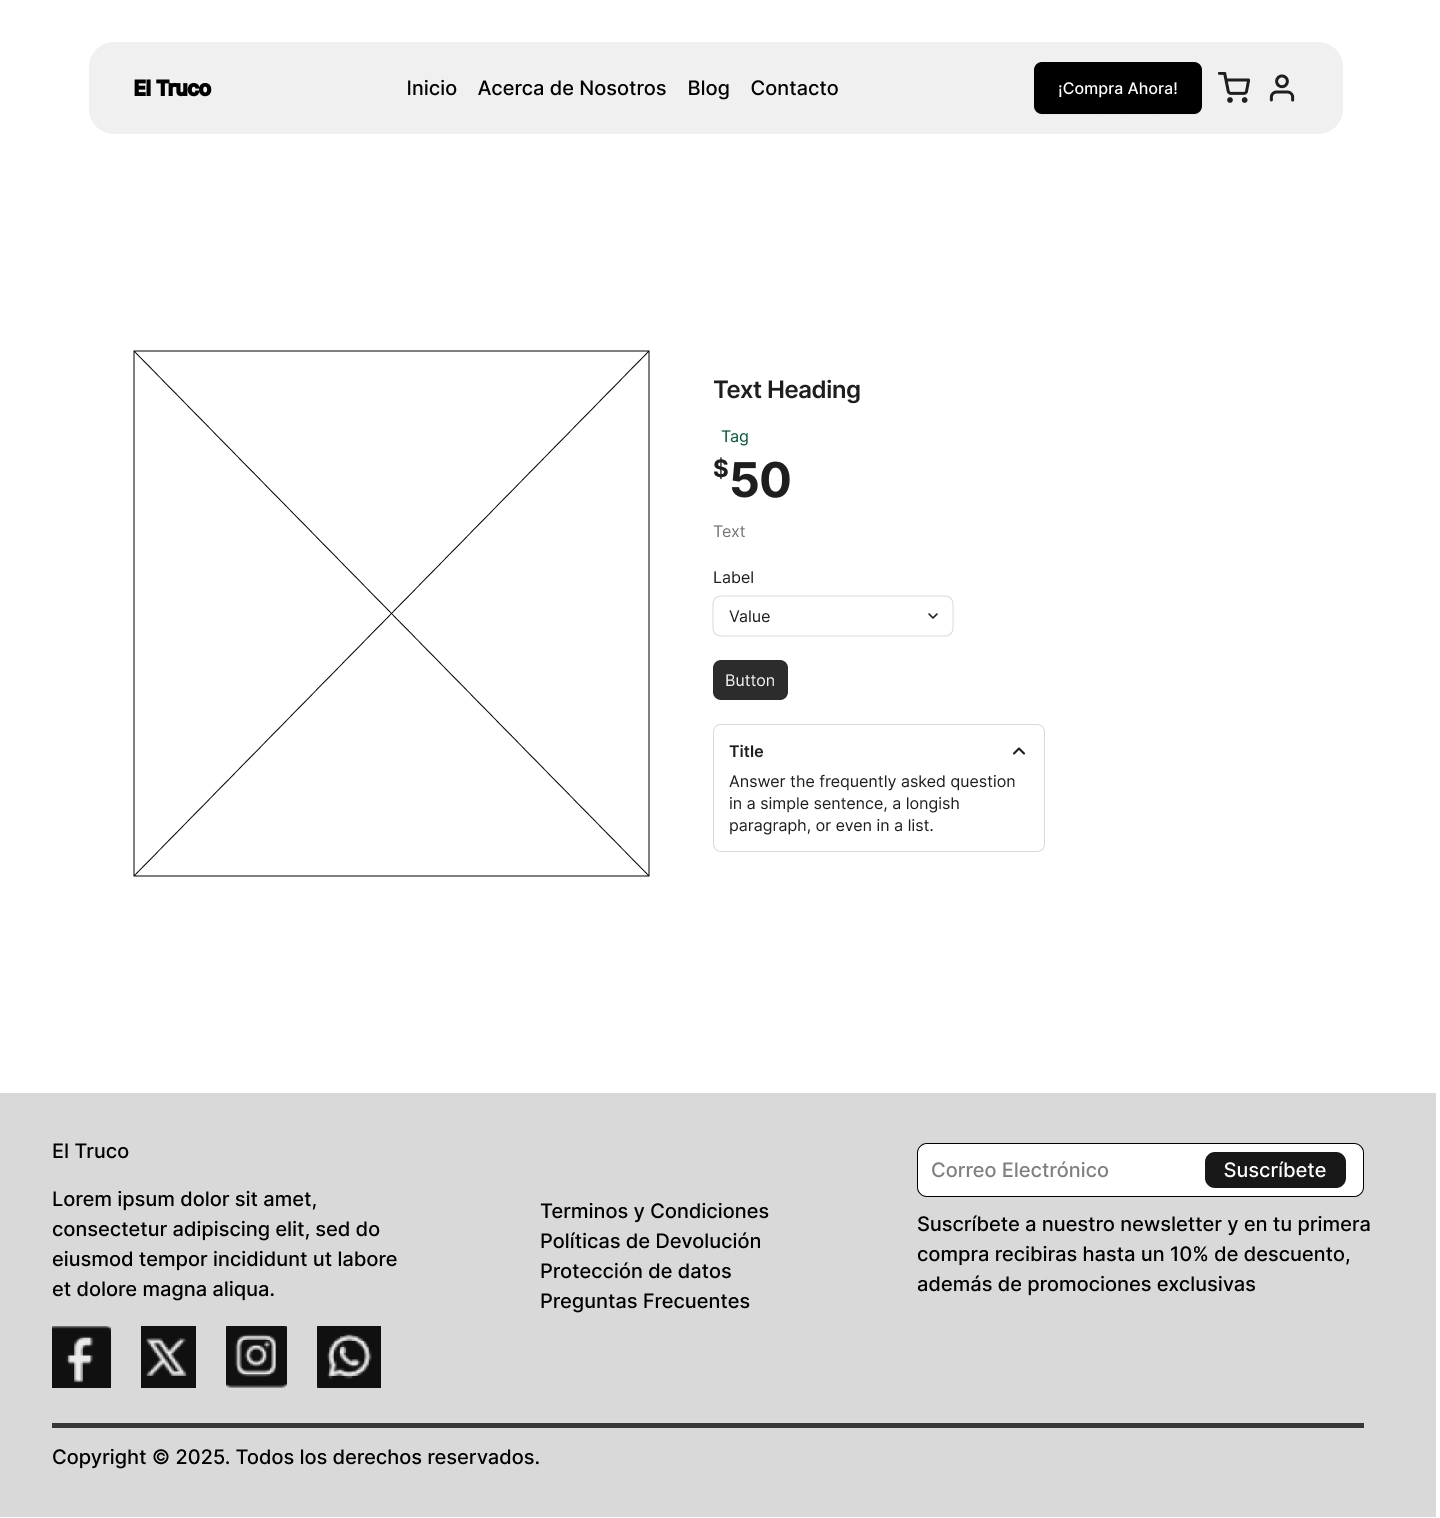 El Truco
Inicio Acerca de Nosotros Blog Contacto
¡Compra Ahora!
Text Heading
Tag
$50
Text
Label
Value
Button
Title
Answer the frequently asked question
in a simple sentence, a longish
paragraph, or even in a list.
El Truco
Lorem ipsum dolor sit amet,
consectetur adipiscing elit, sed do
eiusmod tempor incididunt ut labore
et dolore magna aliqua.
Terminos y Condiciones
Políticas de Devolución
Protección de datos
Preguntas Frecuentes
Correo Electrónico
Suscríbete
Suscríbete a nuestro newsletter y en tu primera
compra recibiras hasta un 10% de descuento,
además de promociones exclusivas
Copyright © 2025. Todos los derechos reservados.